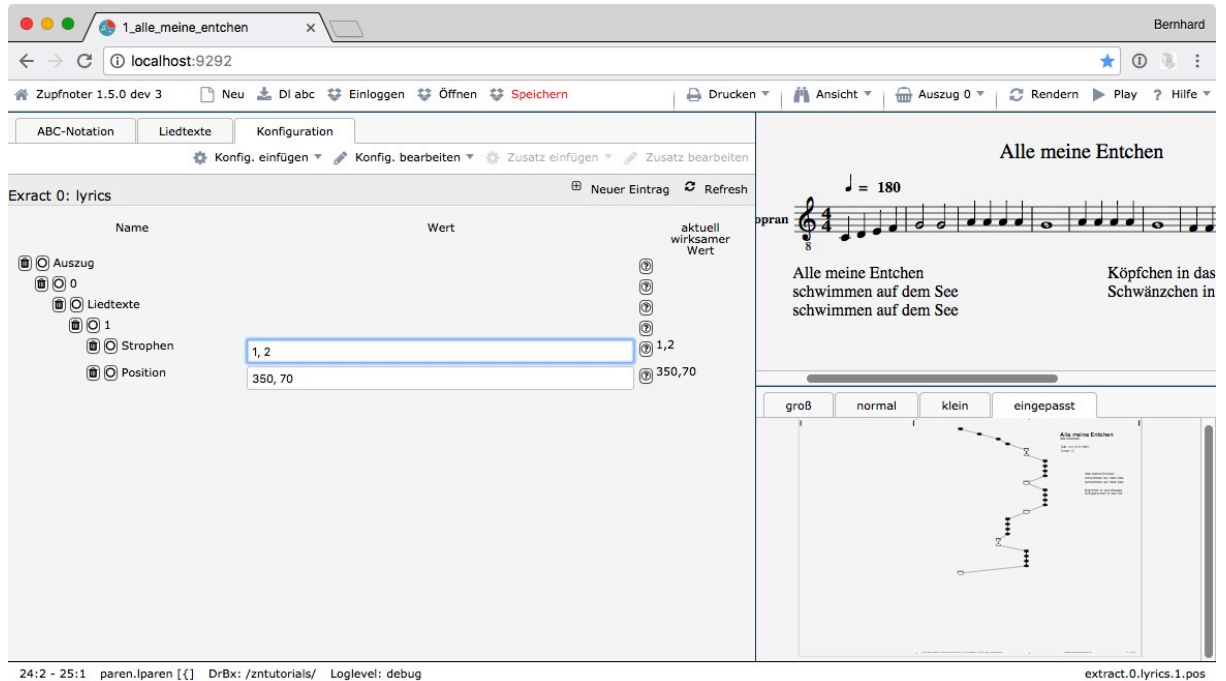 1_alle_meine_entchen
Bernhard
localhost:9292
Zupfnoter 1.5.0 dev 3 Neu Dl abc Einloggen Öffnen Speichern Drucken Ansicht Auszug 0 Rendern Play ? Hilfe
ABC-Notation Liedtexte Konfiguration
Konfig. einfügen Konfig. bearbeiten Zusatz einfügen Zusatz bearbeiten
Exract 0: lyrics
Neuer Eintrag Refresh
Name Wert aktuell
wirksamer
Wert
Auszug
0
Liedtexte
1
Strophen 1, 2 1,2
Position 350, 70 350,70
Alle meine Entchen
= 180
opran
4
4
8
Alle meine Entchen
schwimmen auf dem See
schwimmen auf dem See
Köpfchen in das
Schwänzchen in
groß normal klein eingepasst
Alle meine Entchen
24:2 - 25:1 paren.lparen [{] DrBx: /zntutorials/ Loglevel: debug
extract.0.lyrics.1.pos